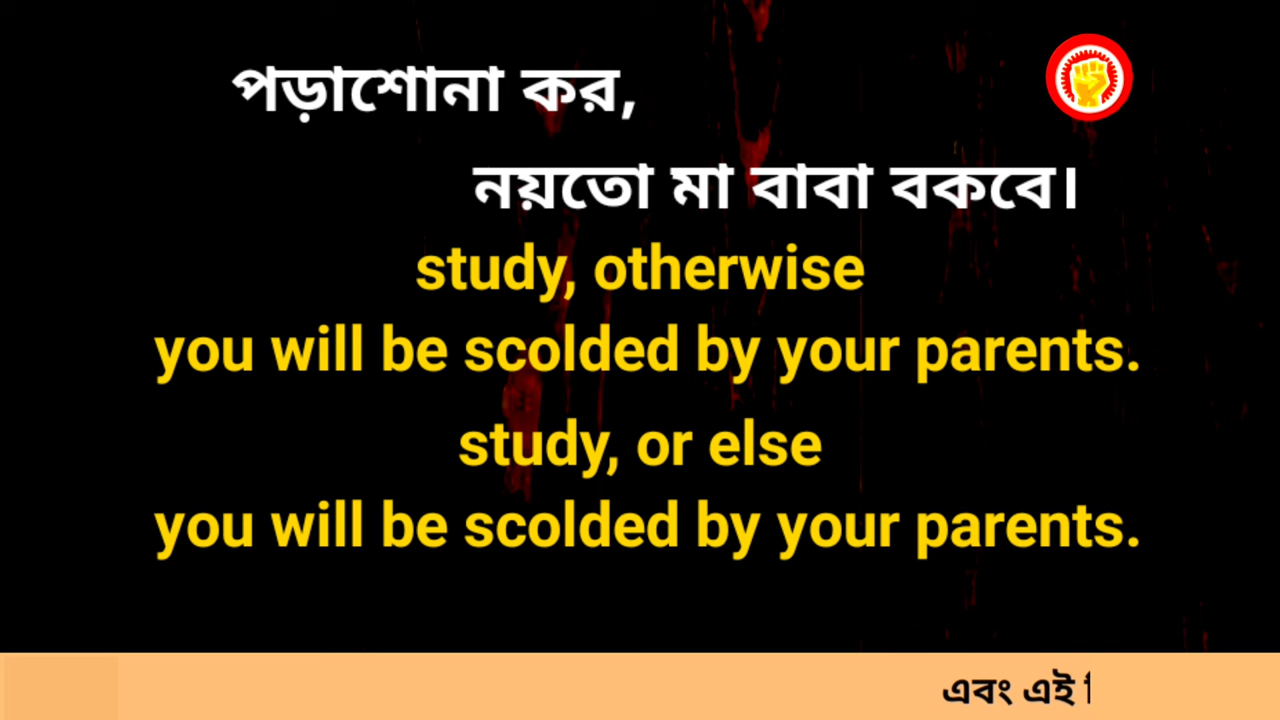 পড়াশোনা কর,
নয়তো মা বাবা বকবে।
study, otherwise
you will be scolded by your parents.
study, or else
you will be scolded by your parents.
এবং এই